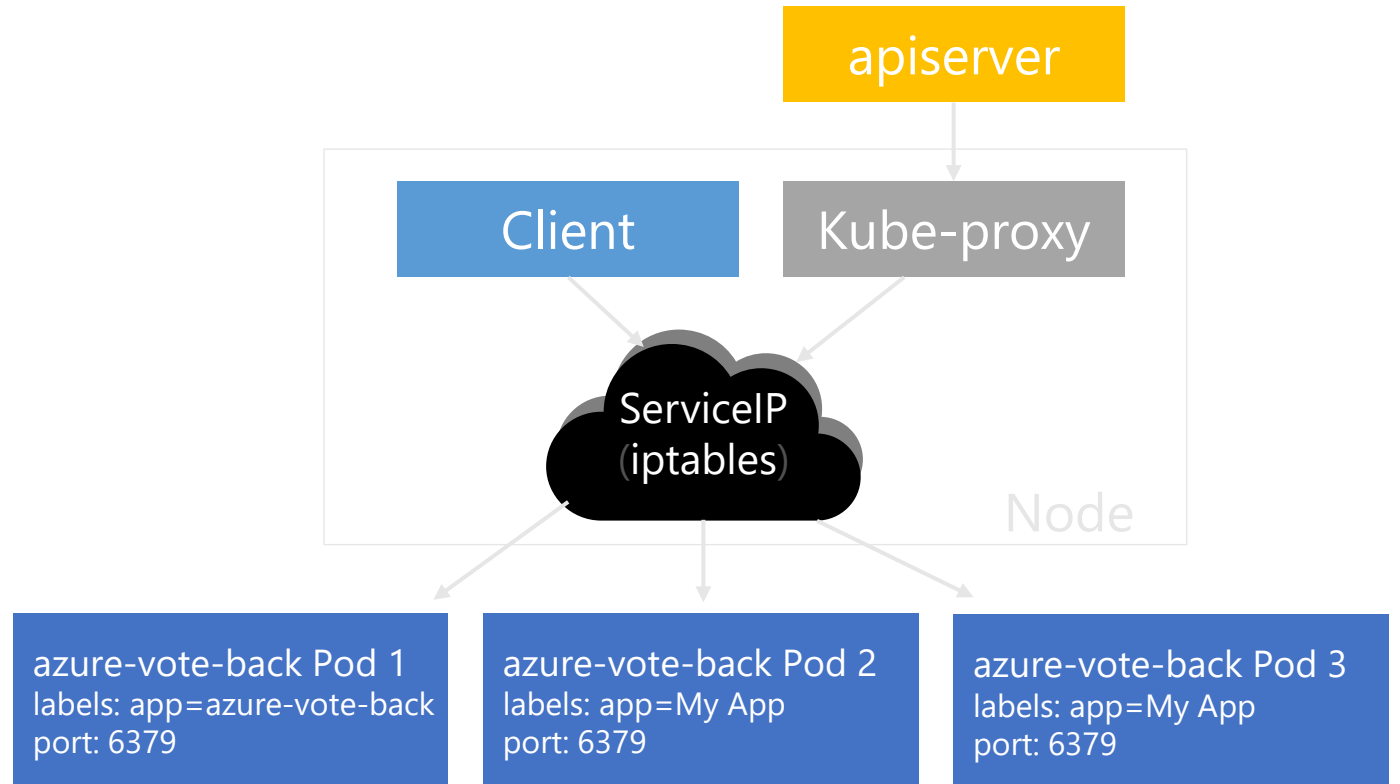 apiserver
Client
Kube-proxy
ServiceIP
(iptables)
Node
azure-vote-back Pod 1
labels: app=azure-vote-back
port: 6379
azure-vote-back Pod 2
labels: app=My App
port: 6379
azure-vote-back Pod 3
labels: app=My App
port: 6379